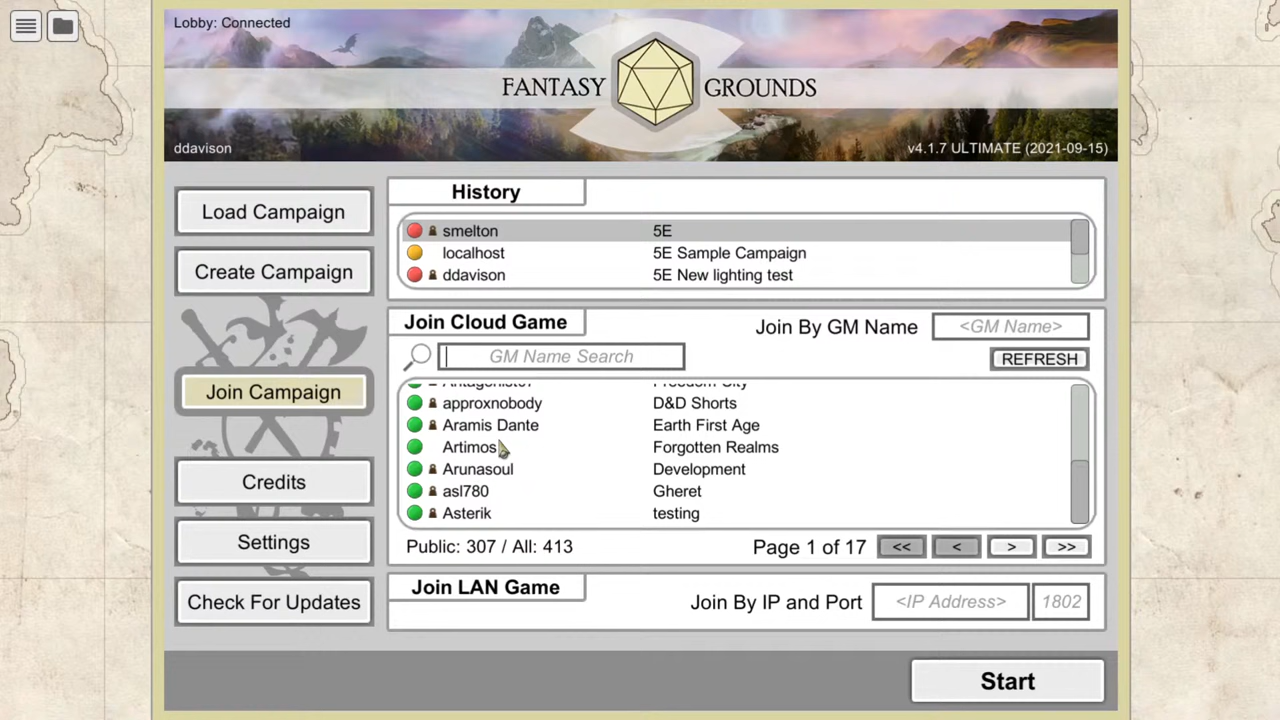 Lobby: Connected
FANTASY GROUNDS
ddavison
v4.1.7 ULTIMATE (2021-09-15)
Load Campaign
Create Campaign
Join Campaign
Credits
Settings
Check For Updates
History
smelton 5E
localhost 5E Sample Campaign
ddavison 5E New lighting test
Join Cloud Game
Join By GM Name <GM Name>
GM Name Search
REFRESH
approxnobody D&D Shorts
Aramis Dante Earth First Age
Artimos Forgotten Realms
Arunasoul Development
asl780 Gheret
Asterik testing
Public: 307 / All: 413
Page 1 of 17 << < > >>
Join LAN Game
Join By IP and Port <IP Address> 1802
Start